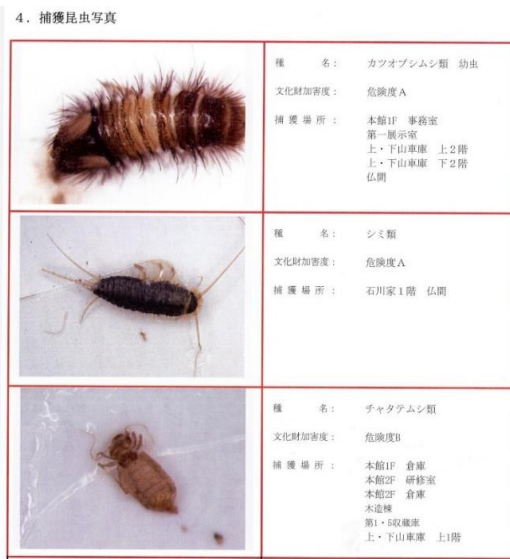 4．捕獲昆虫写真
種　　名：　カツオブシムシ類　幼虫
文化財加害度：　危険度A
捕獲場所：　本館1F　事務室
第一展示室
上・下山車庫　上2階
上・下山車庫　下2階
仏間
種　　名：　シミ類
文化財加害度：　危険度A
捕獲場所：　石川家1階　仏間
種　　名：　チャタテムシ類
文化財加害度：　危険度B
捕獲場所：　本館1F　倉庫
本館2F　研修室
本館2F　倉庫
木造棟
第1・5収蔵庫
上・下山車庫　上1階